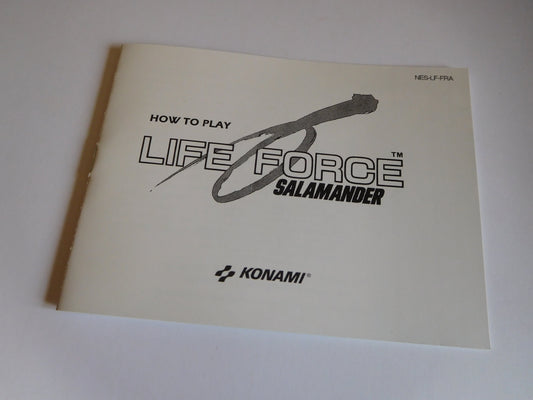 NES-LF-FRA
HOW TO PLAY
LIFE FORCE™
SALAMANDER
KONAMI®